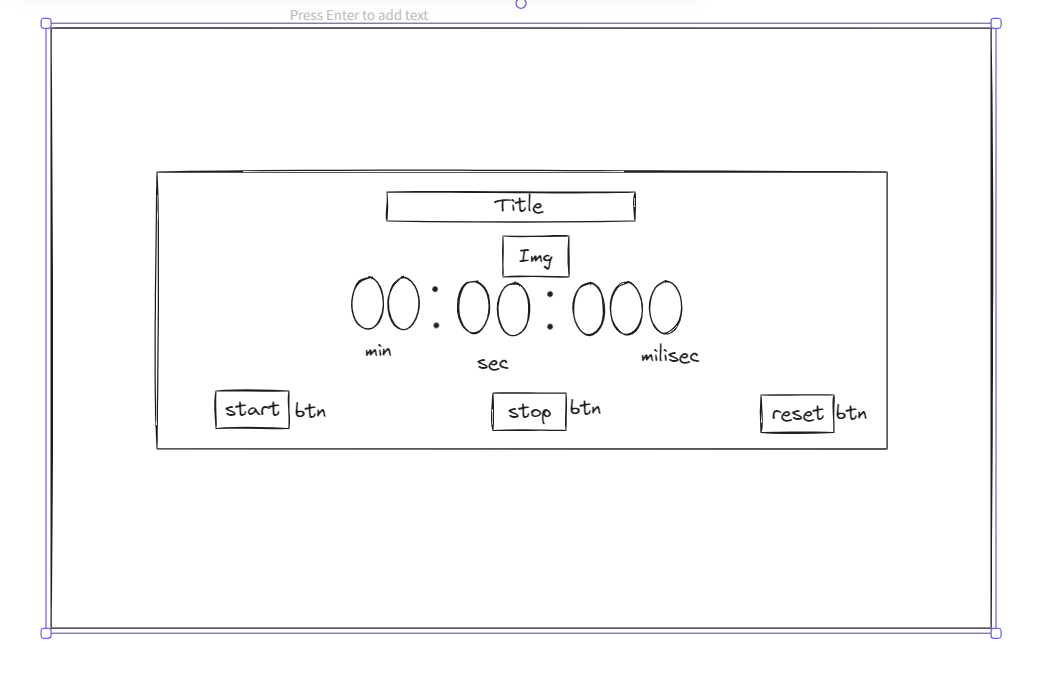 Press Enter to add text
Title
Img
00 : 00 : 000
min
sec
milisec
start btn
stop btn
reset btn